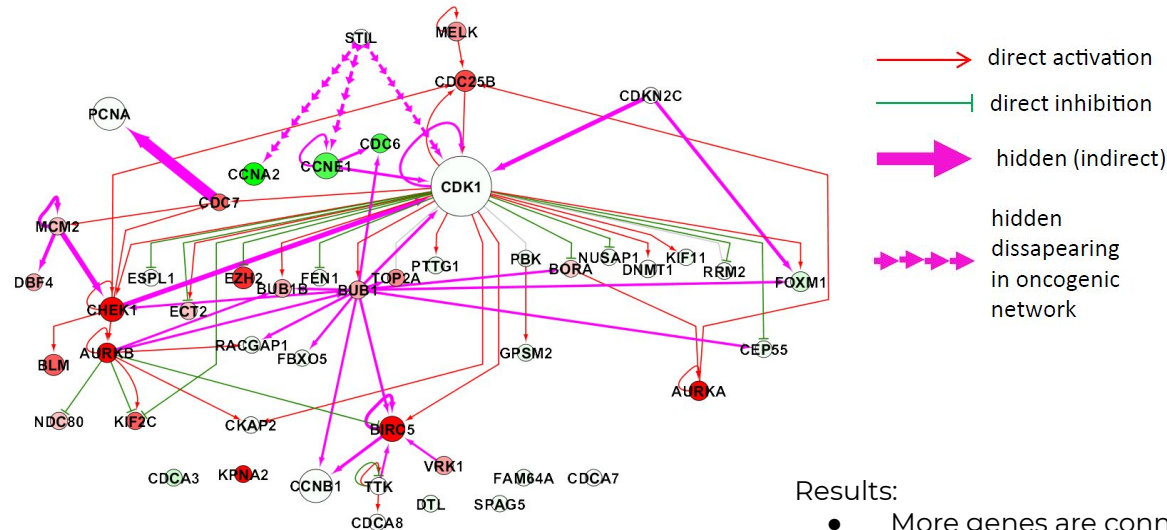 MELK
STIL
direct activation
CDC25B
CDKN2C
direct inhibition
PCNA
CDC6
hidden (indirect)
CCNE1
CCNA2
CDK1
CDC7
hidden
dissapearing
in oncogenic
network
MCM2
NUSAP1
PBK
KIF11
PTTG1
BORA
DNMT1
RRM2
DBF4
ESPL1
EZH2
FEN1
TOP2A
FOXM1
BUB1B
BUB1
CHEK1
ECT2
RACGAP1
CEP55
AURKB
FBXO5
GPSM2
BLM
AURKA
NDC80
KIF2C
CKAP2
BIRC5
VRK1
CDCA3
KPNA2
FAM64A
CDCA7
CCNB1
TTK
Results:
DTL
SPAG5
CDCA8
● More genes are conn